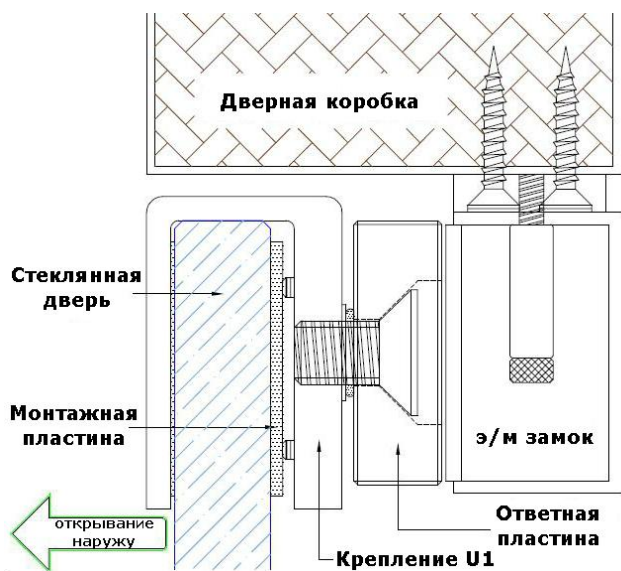 Дверная коробка
Стеклянная
дверь
Монтажная
пластина
э/м замок
открывание
наружу
Ответная
пластина
Крепление U1